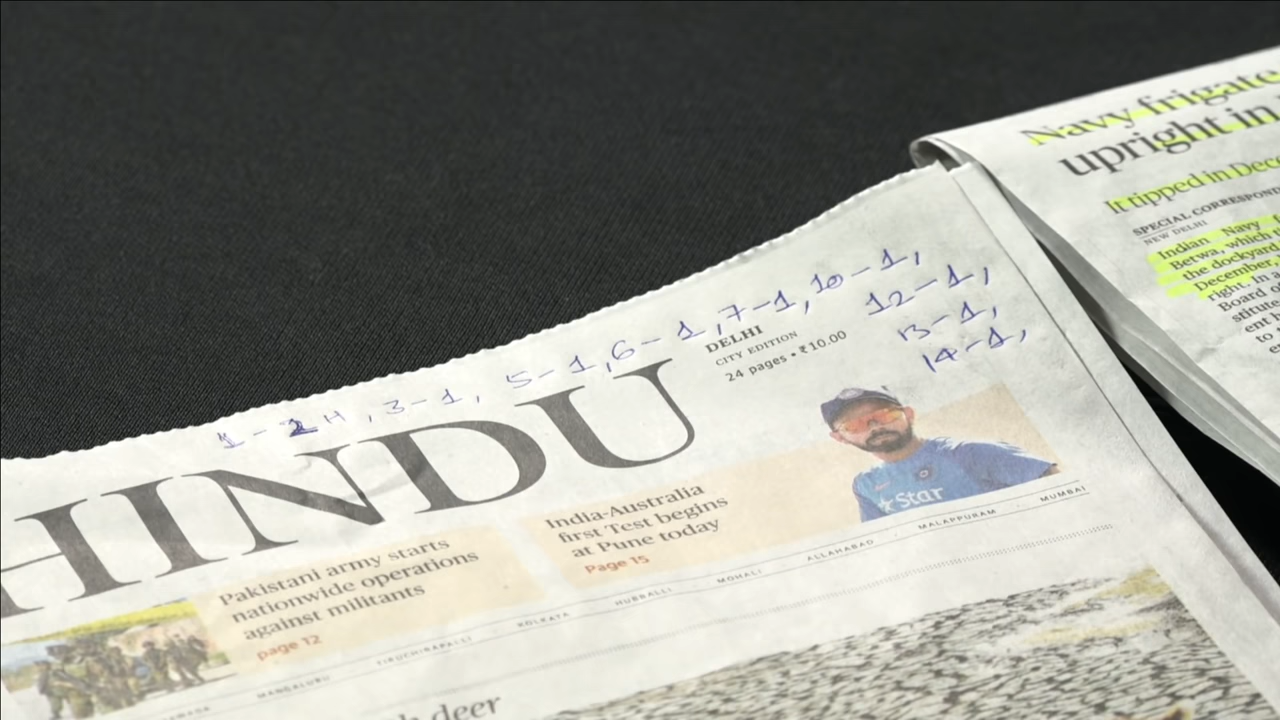 1-2H, 3-1, 5-1, 6-1, 7-1, 10-1,
12-1,
13-1,
14-1,
HINDU
DELHI
CITY EDITION
24 pages • ₹10.00
Pakistani army starts
nationwide operations
against militants
page 12
India-Australia
first Test begins
at Pune today
Page 15
Star
MANGALURU TIRUCHIRAPALLI KOLKATA HUBBALLI MOHALI ALLAHABAD MALAPPURAM MUMBAI
deer
Navy frigate
upright in
It tipped in Dece
SPECIAL CORRESPOND
NEW DELHI
Indian Navy
Betwa, which
the dockyard
December,
right. in a
Board of
stitute
ent
to